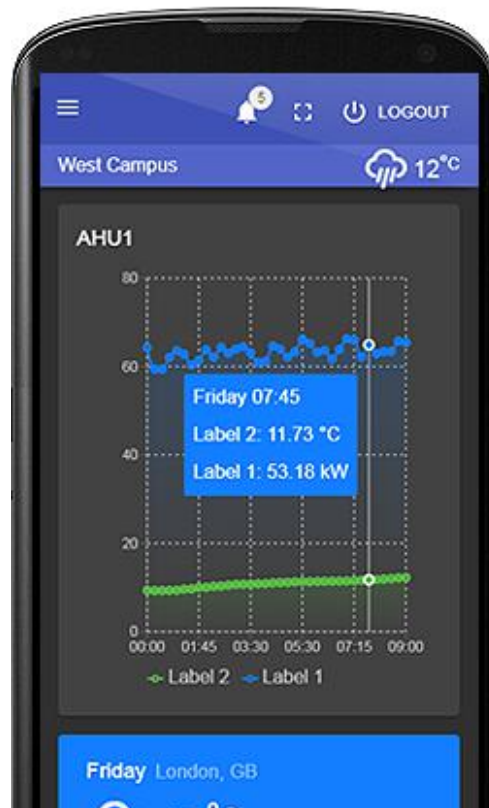 5
LOGOUT
West Campus
12°C
AHU1
80
60
40
20
0
Friday 07:45
Label 2: 11.73 °C
Label 1: 53.18 kW
00:00 01:45 03:30 05:30 07:15 09:00
Label 2 Label 1
Friday London, GB